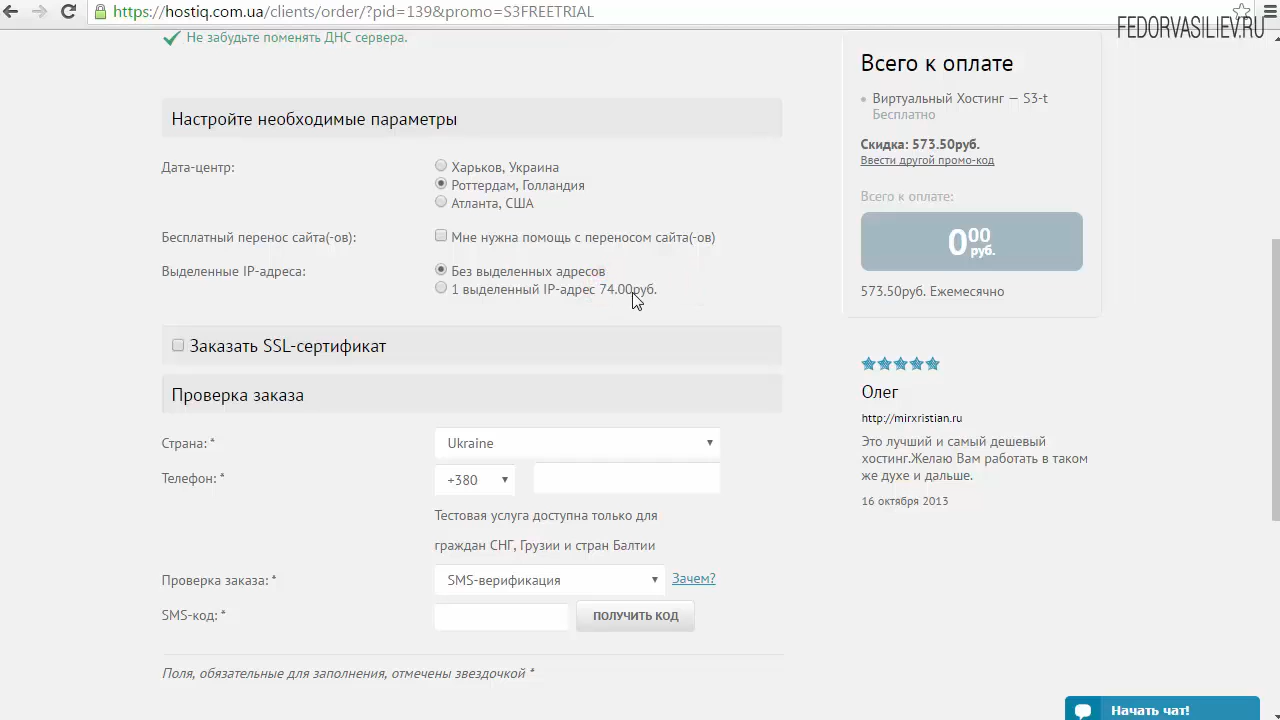 https://hostiq.com.ua/clients/order/?pid=139&promo=S3FREETRIAL
FEDORVASILIEV.RU
Не забудьте поменять ДНС сервера.
Настройте необходимые параметры
Дата-центр:
Харьков, Украина
Роттердам, Голландия
Атланта, США
Бесплатный перенос сайта(-ов):
Мне нужна помощь с переносом сайта(-ов)
Выделенные IP-адреса:
Без выделенных адресов
1 выделенный IP-адрес 74.00руб.
Заказать SSL-сертификат
Проверка заказа
Страна: *
Ukraine
Телефон: *
+380
Тестовая услуга доступна только для
граждан СНГ, Грузии и стран Балтии
Проверка заказа: *
SMS-верификация
Зачем?
SMS-код: *
ПОЛУЧИТЬ КОД
Поля, обязательные для заполнения, отмечены звездочкой *
Всего к оплате
Виртуальный Хостинг — S3-t
Бесплатно
Скидка: 573.50руб.
Ввести другой промо-код
Всего к оплате:
0 00 руб.
573.50руб. Ежемесячно
Олег
http://mirxristian.ru
Это лучший и самый дешевый
хостинг.Желаю Вам работать в таком
же духе и дальше.
16 октября 2013
Начать чат!